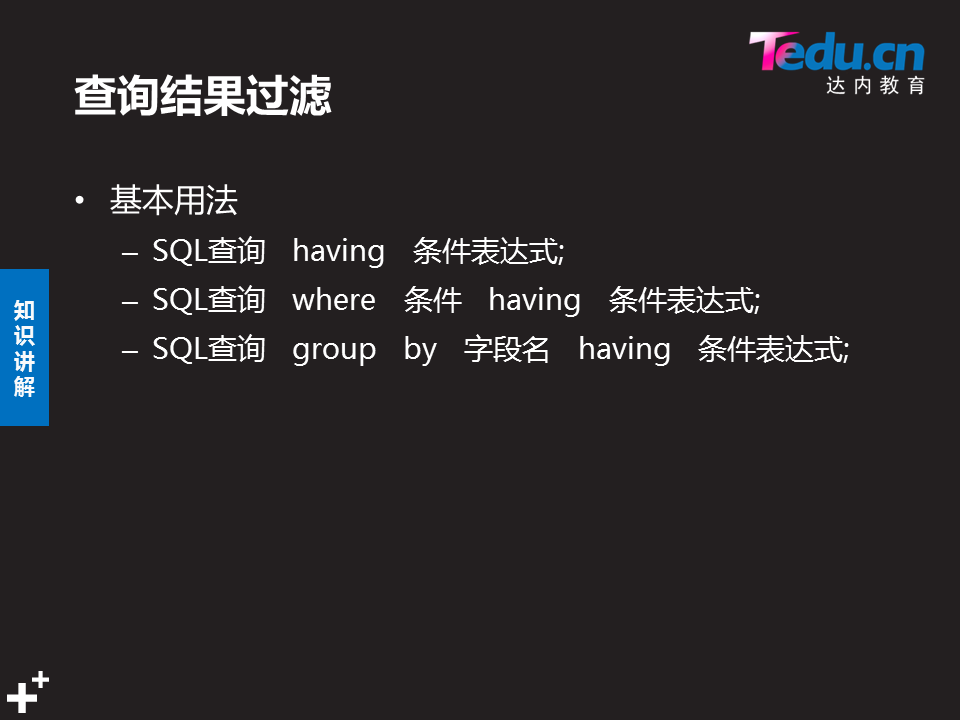 Tedu.cn
达内教育
查询结果过滤
• 基本用法
– SQL查询 having 条件表达式;
– SQL查询 where 条件 having 条件表达式;
– SQL查询 group by 字段名 having 条件表达式;
知
识
讲
解